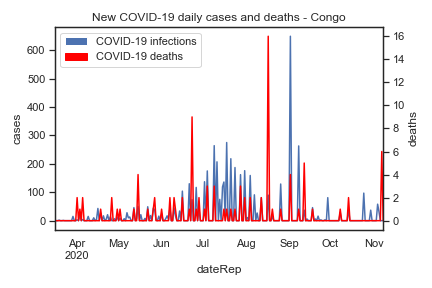 New COVID-19 daily cases and deaths - Congo
COVID-19 infections
COVID-19 deaths
600
500
400
300
200
100
0
cases
16
14
12
10
8
6
4
2
0
deaths
Apr May Jun Jul Aug Sep Oct Nov
2020
dateRep